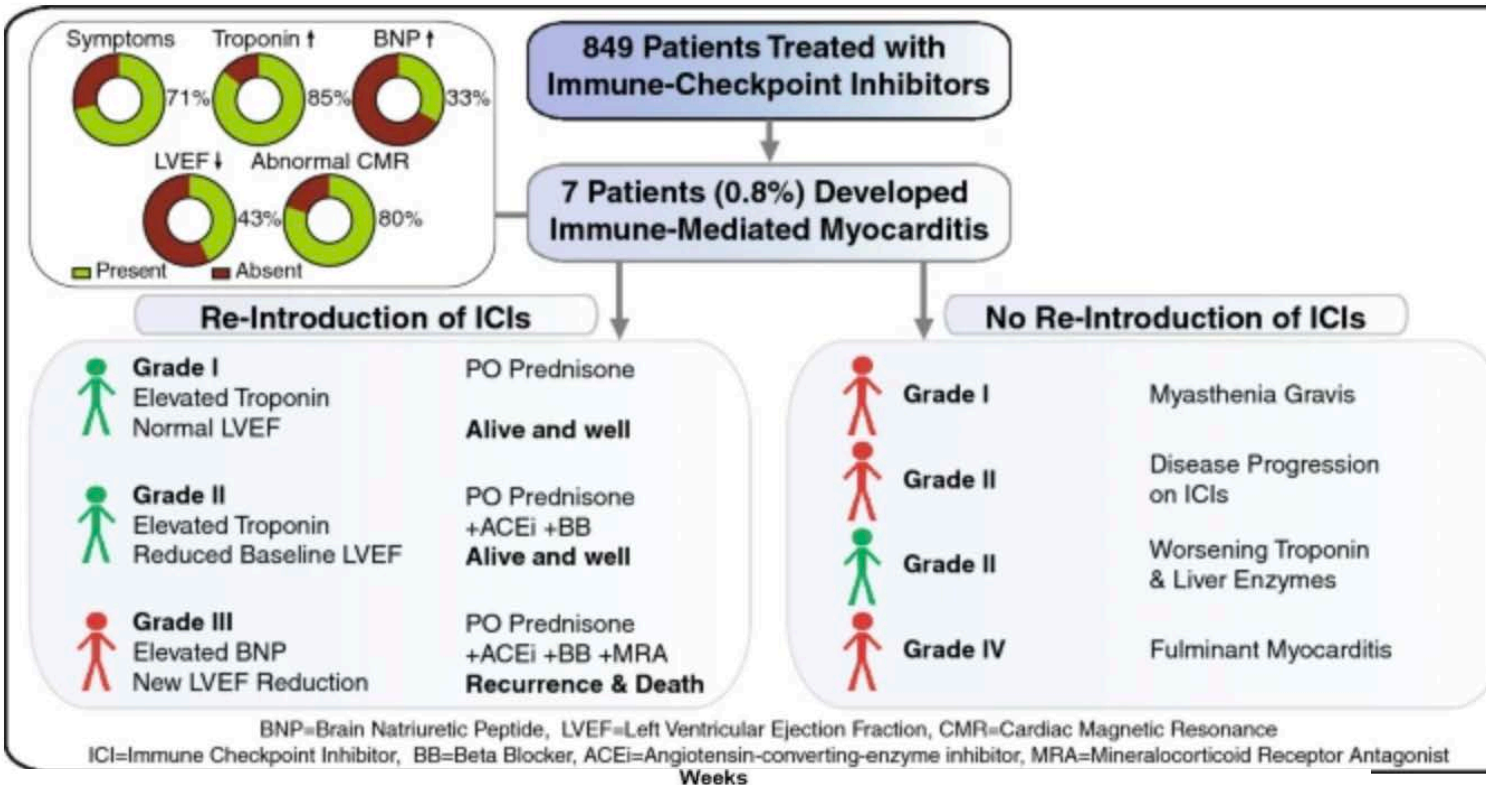 Symptoms Troponin ↑ BNP ↑
71% 85% 33%
LVEF ↓ Abnormal CMR
43% 80%
Present Absent
849 Patients Treated with
Immune-Checkpoint Inhibitors
7 Patients (0.8%) Developed
Immune-Mediated Myocarditis
Re-Introduction of ICIs
Grade I PO Prednisone
Elevated Troponin
Normal LVEF Alive and well
Grade II PO Prednisone
Elevated Troponin +ACEi +BB
Reduced Baseline LVEF Alive and well
Grade III PO Prednisone
Elevated BNP +ACEi +BB +MRA
New LVEF Reduction Recurrence & Death
No Re-Introduction of ICIs
Grade I Myasthenia Gravis
Grade II Disease Progression
on ICIs
Grade II Worsening Troponin
& Liver Enzymes
Grade IV Fulminant Myocarditis
BNP=Brain Natriuretic Peptide, LVEF=Left Ventricular Ejection Fraction, CMR=Cardiac Magnetic Resonance
ICI=Immune Checkpoint Inhibitor, BB=Beta Blocker, ACEi=Angiotensin-converting-enzyme inhibitor, MRA=Mineralocorticoid Receptor Antagonist
Weeks